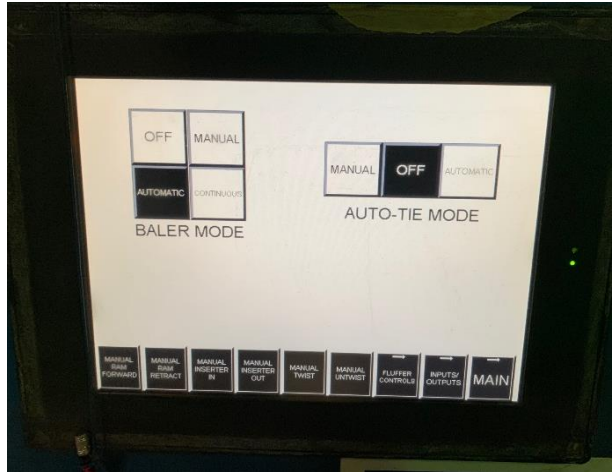 OFF
MANUAL
AUTOMATIC
CONTINUOUS
BALER MODE
MANUAL
OFF
AUTOMATIC
AUTO-TIE MODE
MANUAL
RAM
FORWARD
MANUAL
RAM
RETRACT
MANUAL
INSERTER
IN
MANUAL
INSERTER
OUT
MANUAL
TWIST
MANUAL
UNTWIST
FLUFFER
CONTROLS
INPUTS/
OUTPUTS
MAIN